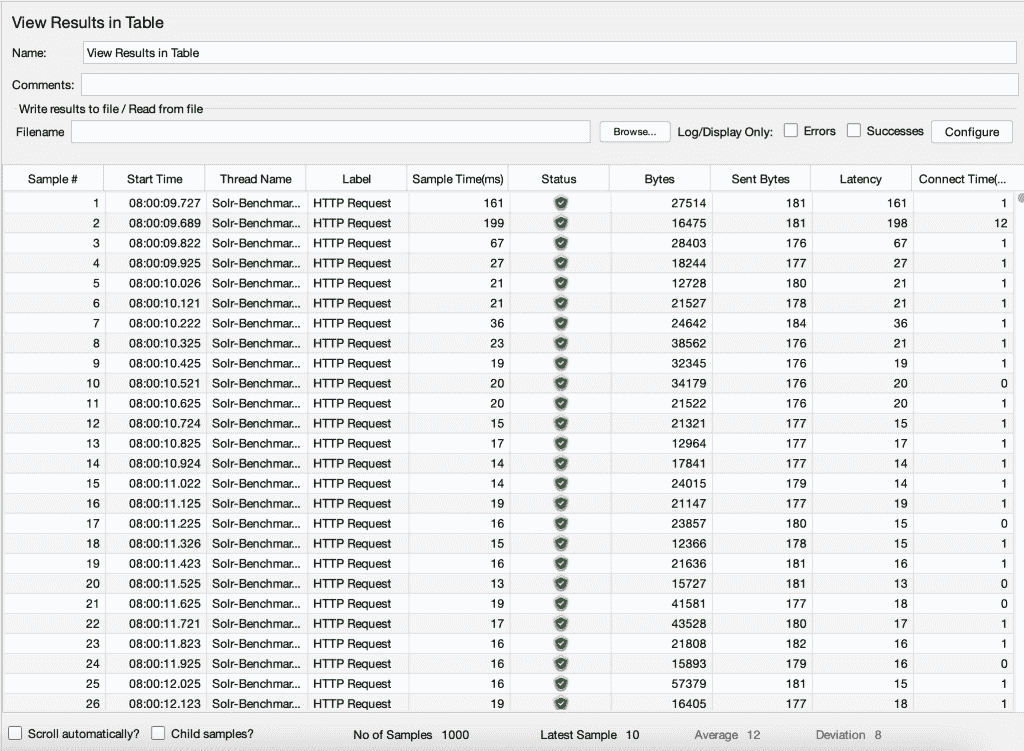 View Results in Table
Name: View Results in Table
Comments:
Write results to file / Read from file
Filename Browse... Log/Display Only: Errors Successes Configure
Sample # Start Time Thread Name Label Sample Time(ms) Status Bytes Sent Bytes Latency Connect Time(...
1 08:00:09.727 Solr-Benchmar... HTTP Request 161 27514 181 161 1
2 08:00:09.689 Solr-Benchmar... HTTP Request 199 16475 181 198 12
3 08:00:09.822 Solr-Benchmar... HTTP Request 67 28403 176 67 1
4 08:00:09.925 Solr-Benchmar... HTTP Request 27 18244 177 27 1
5 08:00:10.026 Solr-Benchmar... HTTP Request 21 12728 180 21 1
6 08:00:10.121 Solr-Benchmar... HTTP Request 21 21527 178 21 1
7 08:00:10.222 Solr-Benchmar... HTTP Request 36 24642 184 36 1
8 08:00:10.325 Solr-Benchmar... HTTP Request 23 38562 176 21 1
9 08:00:10.425 Solr-Benchmar... HTTP Request 19 32345 176 19 1
10 08:00:10.521 Solr-Benchmar... HTTP Request 20 34179 176 20 0
11 08:00:10.625 Solr-Benchmar... HTTP Request 20 21522 176 20 1
12 08:00:10.724 Solr-Benchmar... HTTP Request 15 21321 177 15 1
13 08:00:10.825 Solr-Benchmar... HTTP Request 17 12964 177 17 1
14 08:00:10.924 Solr-Benchmar... HTTP Request 14 17841 177 14 1
15 08:00:11.022 Solr-Benchmar... HTTP Request 14 24015 179 14 1
16 08:00:11.125 Solr-Benchmar... HTTP Request 19 21147 177 19 1
17 08:00:11.225 Solr-Benchmar... HTTP Request 16 23857 180 15 0
18 08:00:11.326 Solr-Benchmar... HTTP Request 15 12366 178 15 1
19 08:00:11.423 Solr-Benchmar... HTTP Request 16 21636 181 16 1
20 08:00:11.525 Solr-Benchmar... HTTP Request 13 15727 181 13 0
21 08:00:11.625 Solr-Benchmar... HTTP Request 19 41581 177 18 0
22 08:00:11.721 Solr-Benchmar... HTTP Request 17 43528 180 17 1
23 08:00:11.823 Solr-Benchmar... HTTP Request 16 21808 182 16 1
24 08:00:11.925 Solr-Benchmar... HTTP Request 16 15893 179 16 0
25 08:00:12.025 Solr-Benchmar... HTTP Request 16 57379 181 15 1
26 08:00:12.123 Solr-Benchmar... HTTP Request 19 16405 177 18 1
Scroll automatically? Child samples? No of Samples 1000 Latest Sample 10 Average 12 Deviation 8